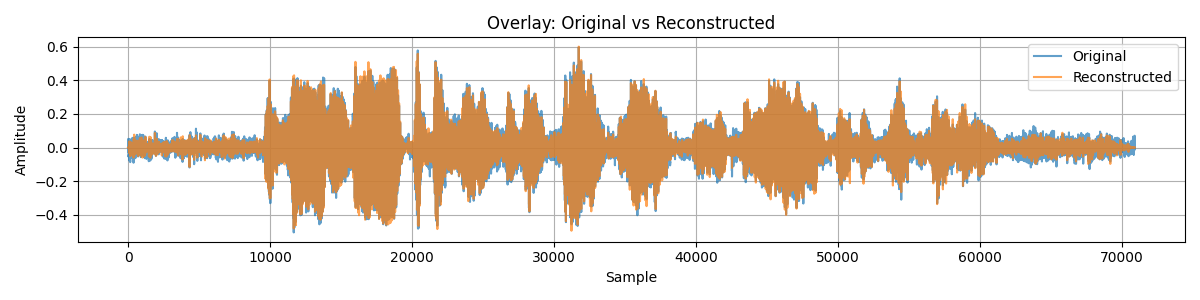 Overlay: Original vs Reconstructed
Original
Reconstructed
Amplitude
0.6
0.4
0.2
0.0
−0.2
−0.4
0 10000 20000 30000 40000 50000 60000 70000
Sample